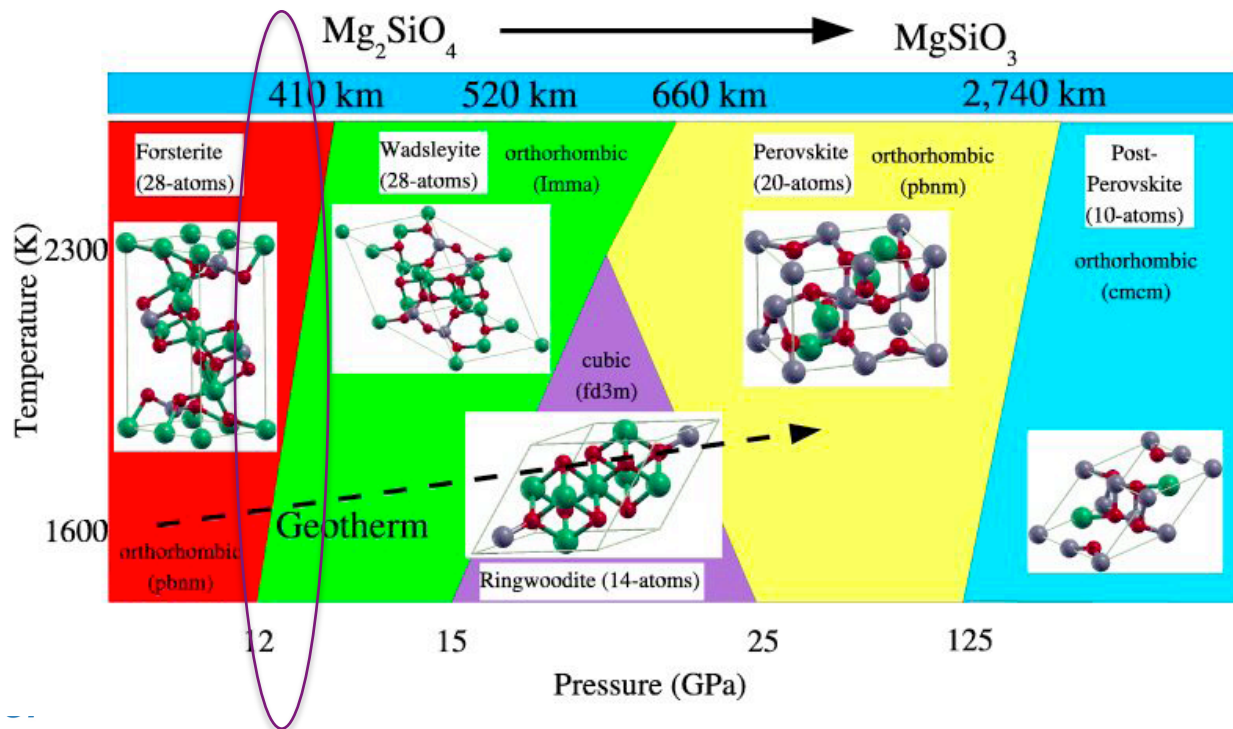 Mg₂SiO₄ MgSiO₃
410 km 520 km 660 km 2,740 km
Forsterite
(28-atoms)
Wadsleyite
(28-atoms)
orthorhombic
(Imma)
Perovskite
(20-atoms)
orthorhombic
(pbnm)
Post-
Perovskite
(10-atoms)
orthorhombic
(cmcm)
2300
Temperature (K)
cubic
(fd3m)
1600
Geotherm
orthorhombic
(pbnm)
Ringwoodite (14-atoms)
12 15 25 125
Pressure (GPa)